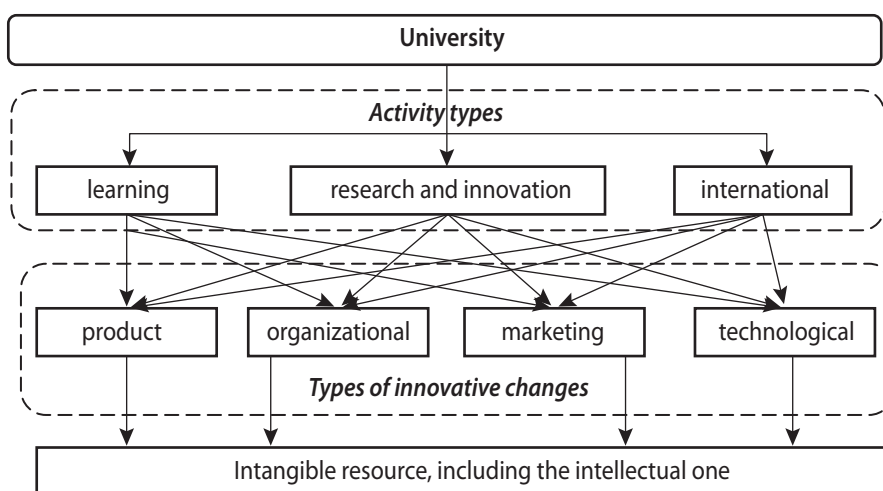 University
Activity types
learning
research and innovation
international
product
organizational
marketing
technological
Types of innovative changes
Intangible resource, including the intellectual one